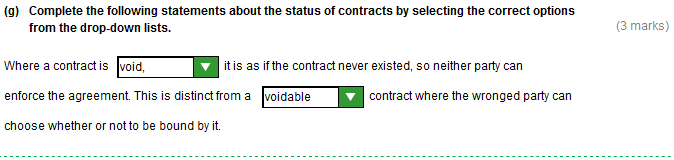 (g) Complete the following statements about the status of contracts by selecting the correct options
from the drop-down lists.
(3 marks)
Where a contract is void, it is as if the contract never existed, so neither party can
enforce the agreement. This is distinct from a voidable contract where the wronged party can
choose whether or not to be bound by it.